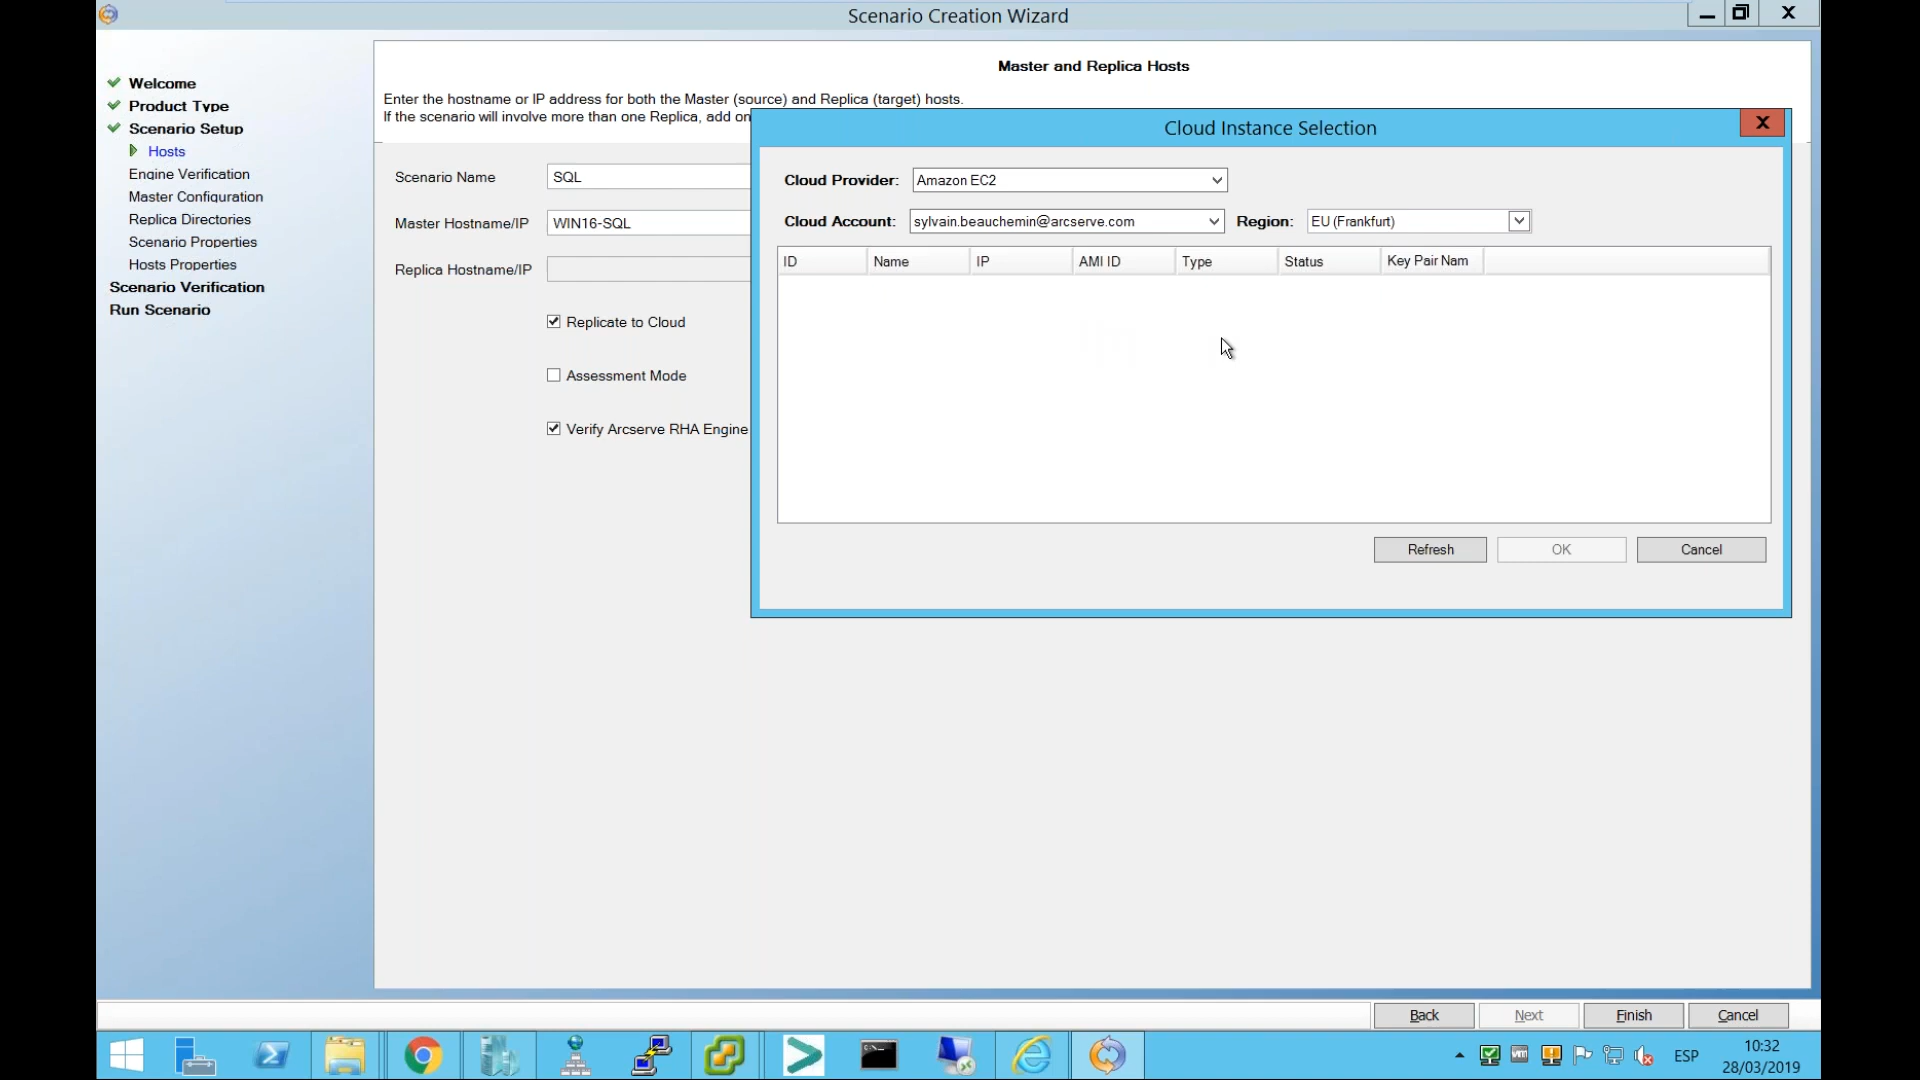 Scenario Creation Wizard
Welcome
Product Type
Scenario Setup
Hosts
Engine Verification
Master Configuration
Replica Directories
Scenario Properties
Hosts Properties
Scenario Verification
Run Scenario
Master and Replica Hosts
Enter the hostname or IP address for both the Master (source) and Replica (target) hosts.
If the scenario will involve more than one Replica, add on
Scenario Name SQL
Master Hostname/IP WIN16-SQL
Replica Hostname/IP
Replicate to Cloud
Assessment Mode
Verify Arcserve RHA Engine
Cloud Instance Selection
X
Cloud Provider: Amazon EC2
Cloud Account: sylvain.beauchemin@arcserve.com Region: EU (Frankfurt)
ID Name IP AMI ID Type Status Key Pair Nam
Refresh OK Cancel
Back Next Finish Cancel
ESP
10:32
28/03/2019